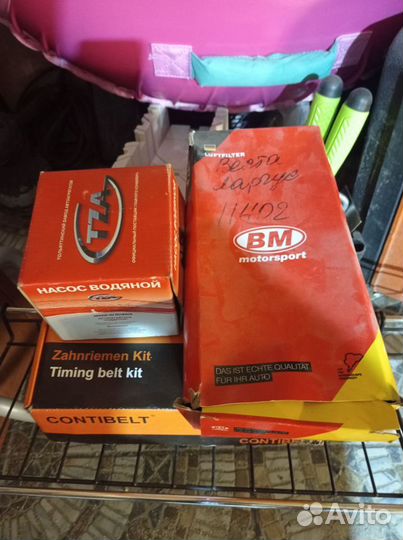 LUFTFILTER
Веста
Ларгус
11402
BM
motorsport
DAS IST ECHTE QUALITÄT
FÜR IHR AUTO
TZA
НАСОС ВОДЯНОЙ
Zahnriemen Kit
Timing belt kit
CONTIBELT
CONTIBE
Avito